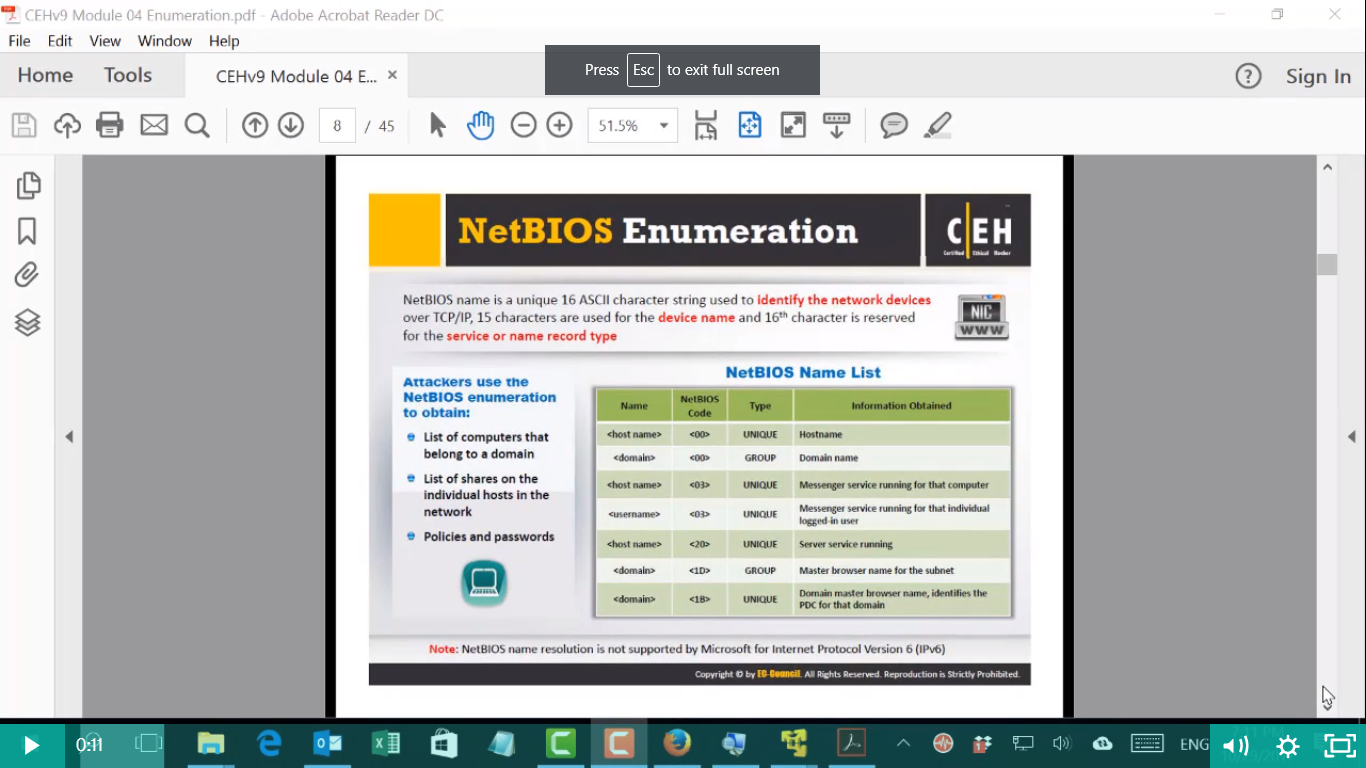 CEHv9 Module 04 Enumeration.pdf - Adobe Acrobat Reader DC
File Edit View Window Help
Press Esc to exit full screen
Home Tools CEHv9 Module 04 E... × Sign In
8 / 45 51.5%
NetBIOS Enumeration
CEH
Certified Ethical Hacker
NetBIOS name is a unique 16 ASCII character string used to identify the network devices
over TCP/IP, 15 characters are used for the device name and 16th character is reserved
for the service or name record type
NIC
WWW
Attackers use the
NetBIOS enumeration
to obtain:
List of computers that
belong to a domain
List of shares on the
individual hosts in the
network
Policies and passwords
NetBIOS Name List
Name NetBIOS Code Type Information Obtained
<host name> <00> UNIQUE Hostname
<domain> <00> GROUP Domain name
<host name> <03> UNIQUE Messenger service running for that computer
<username> <03> UNIQUE Messenger service running for that individual
logged-in user
<host name> <20> UNIQUE Server service running
<domain> <1D> GROUP Master browser name for the subnet
<domain> <1B> UNIQUE Domain master browser name, identifies the
PDC for that domain
Note: NetBIOS name resolution is not supported by Microsoft for Internet Protocol Version 6 (IPv6)
Copyright © by EC-Council. All Rights Reserved. Reproduction is Strictly Prohibited.
0:11 ENG